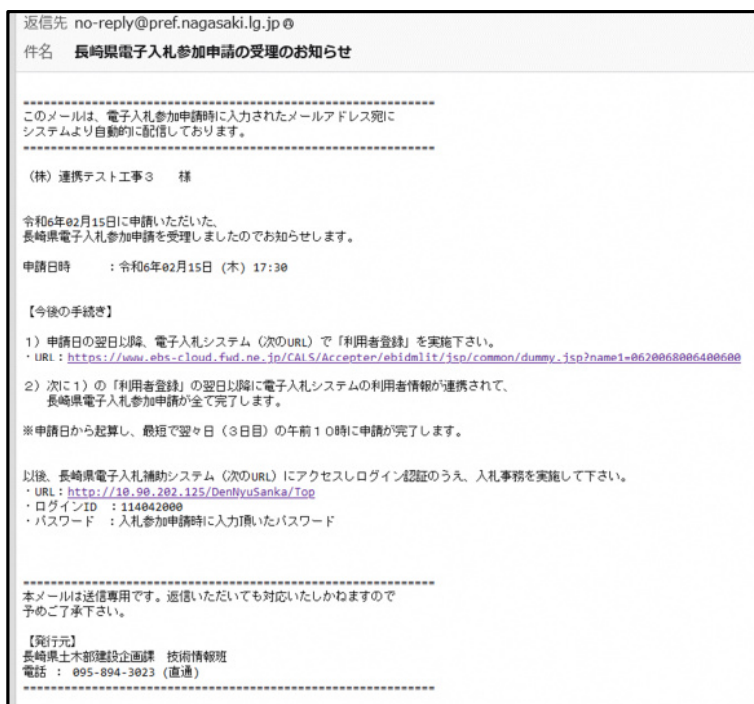 返信先 no-reply@pref.nagasaki.lg.jp
件名 長崎県電子入札参加申請の受理のお知らせ
============================================================
このメールは、電子入札参加申請時に入力されたメールアドレス宛に
システムより自動的に配信しております。
============================================================
（株）連携テスト工事３　様
令和6年02月15日に申請いただいた、
長崎県電子入札参加申請を受理しましたのでお知らせします。
申請日時　　：令和6年02月15日 (木) 17:30
【今後の手続き】
１）申請日の翌日以降、電子入札システム（次のURL）で「利用者登録」を実施下さい。
・URL：https://www.ebs-cloud.fwd.ne.jp/CALS/Accepter/ebidmlit/jsp/common/dummy.jsp?name1=0620068006400600
２）次に１）の「利用者登録」の翌日以降に電子入札システムの利用者情報が連携されて、
長崎県電子入札参加申請が全て完了します。
※申請日から起算し、最短で翌々日（３日目）の午前１０時に申請が完了します。
以後、長崎県電子入札補助システム（次のURL）にアクセスしログイン認証のうえ、入札事務を実施して下さい。
・URL：http://10.90.202.125/DenNyuSanka/Top
・ログインID ：114042000
・パスワード ：入札参加申請時に入力頂いたパスワード
============================================================
本メールは送信専用です。返信いただいても対応いたしかねますので
予めご了承下さい。
【発行元】
長崎県土木部建設企画課　技術情報班
電話 ： 095-894-3023 (直通)
============================================================